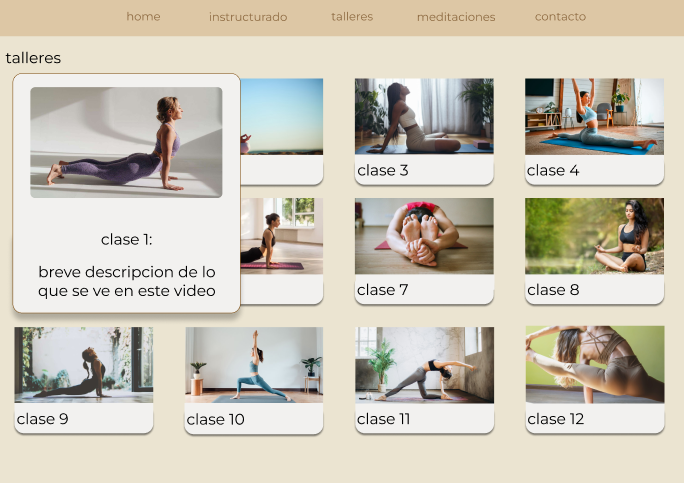 home instructurado talleres meditaciones contacto
talleres
clase 3
clase 4
clase 1:
breve descripcion de lo
que se ve en este video
clase 7
clase 8
clase 9
clase 10
clase 11
clase 12